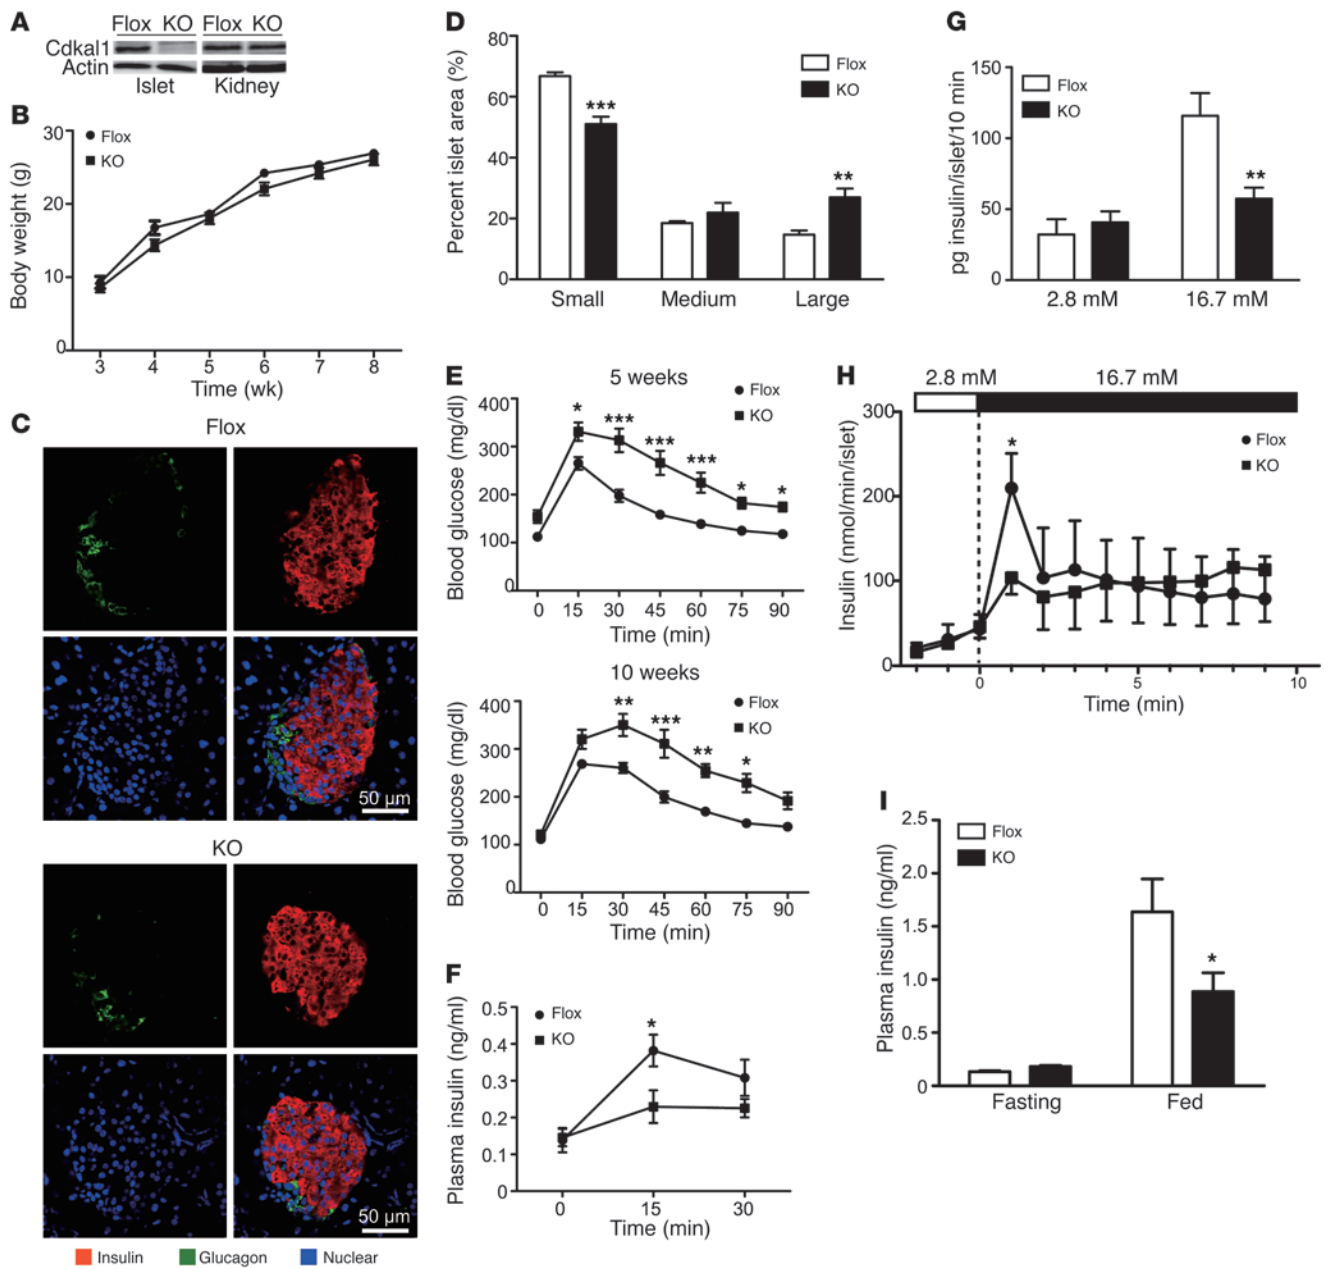 A
Flox KO Flox KO
Cdkal1
Actin
Islet Kidney
B
Body weight (g)
30
20
10
0
Flox
KO
3 4 5 6 7 8
Time (wk)
C
Flox
50 µm
KO
50 µm
Insulin Glucagon Nuclear
D
Percent islet area (%)
80
60
40
20
0
Flox
KO
***
**
Small Medium Large
E
5 weeks
Blood glucose (mg/dl)
400
300
200
100
0
Flox
KO
* *** *** *** * *
0 15 30 45 60 75 90
Time (min)
10 weeks
Blood glucose (mg/dl)
400
300
200
100
0
Flox
KO
** *** ** *
0 15 30 45 60 75 90
Time (min)
F
Plasma insulin (ng/ml)
0.5
0.4
0.3
0.2
0.1
0
Flox
KO
*
0 15 30
Time (min)
G
pg insulin/islet/10 min
150
100
50
0
Flox
KO
**
2.8 mM 16.7 mM
H
2.8 mM 16.7 mM
Insulin (nmol/min/islet)
300
200
100
0
Flox
KO
*
0 5 10
Time (min)
I
Plasma insulin (ng/ml)
2.5
2.0
1.5
1.0
0.5
0
Flox
KO
*
Fasting Fed